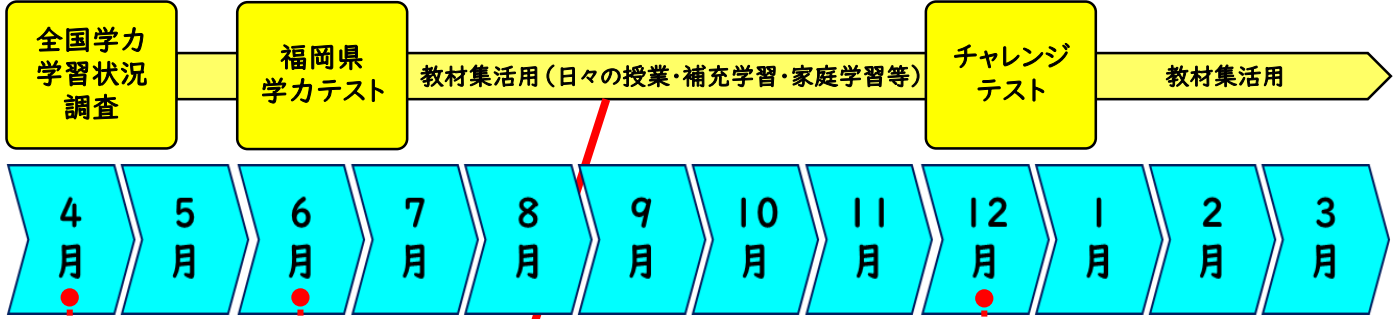 全国学力
学習状況
調査
福岡県
学力テスト
教材集活用(日々の授業・補充学習・家庭学習等)
チャレンジ
テスト
教材集活用
4
月
5
月
6
月
7
月
8
月
9
月
10
月
11
月
12
月
1
月
2
月
3
月